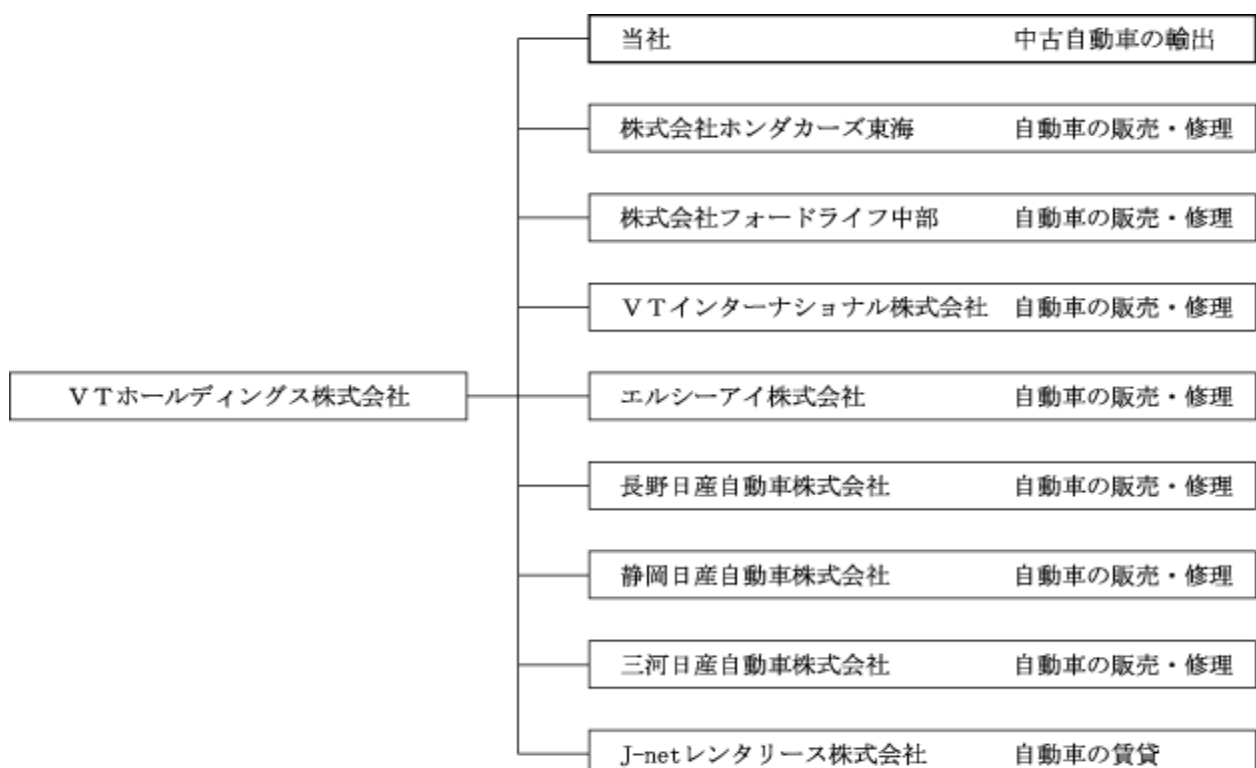 当社 中古自動車の輸出
株式会社ホンダカーズ東海 自動車の販売・修理
株式会社フォードライフ中部 自動車の販売・修理
ＶＴインターナショナル株式会社 自動車の販売・修理
ＶＴホールディングス株式会社 エルシーアイ株式会社 自動車の販売・修理
長野日産自動車株式会社 自動車の販売・修理
静岡日産自動車株式会社 自動車の販売・修理
三河日産自動車株式会社 自動車の販売・修理
J-netレンタリース株式会社 自動車の賃貸